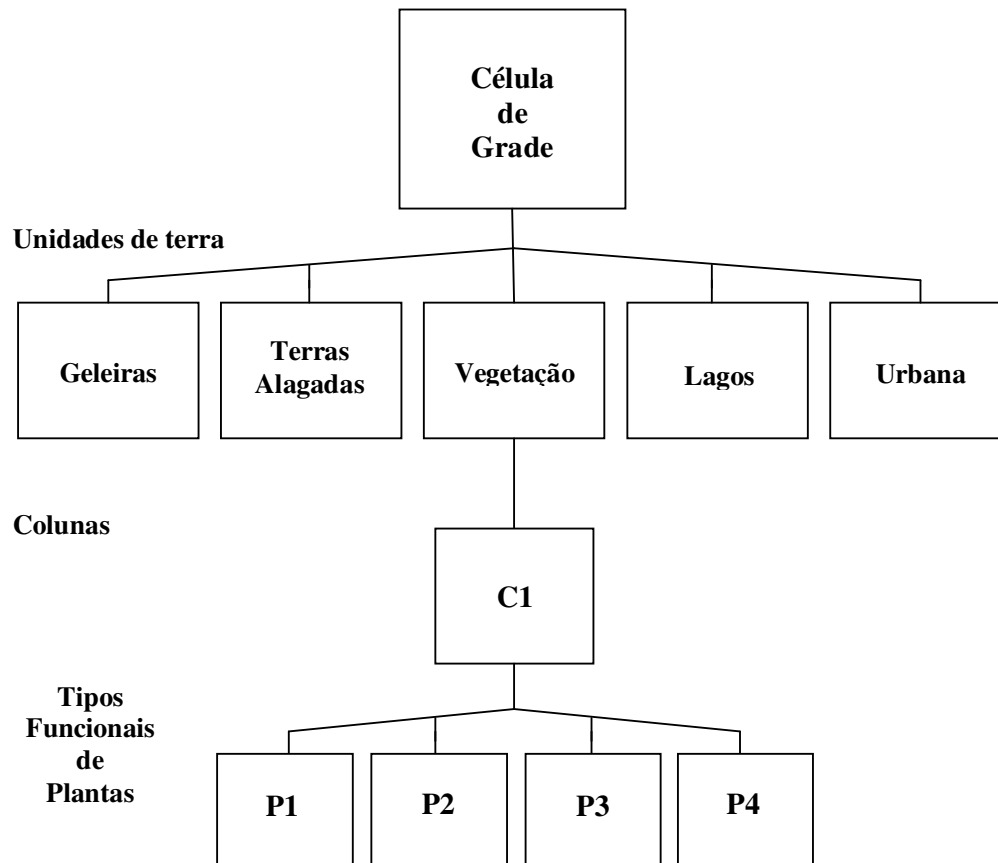 Célula
de
Grade
Unidades de terra
Geleiras
Terras
Alagadas
Vegetação
Lagos
Urbana
Colunas
C1
Tipos
Funcionais
de
Plantas
P1
P2
P3
P4